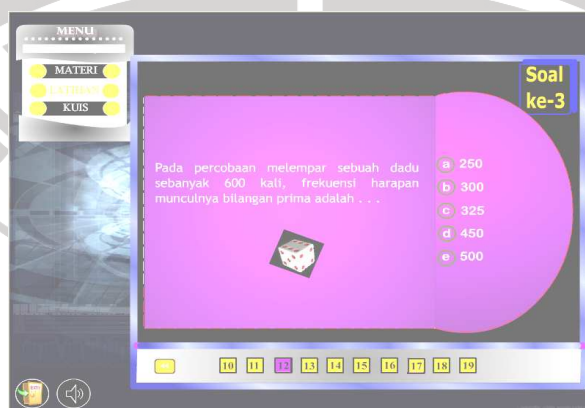 MENU
MATERI
LATIHAN
KUIS
Soal
ke-3
Pada percobaan melempar sebuah dadu
sebanyak 600 kali, frekuensi harapan
munculnya bilangan prima adalah . . .
a 250
b 300
c 325
d 450
e 500
10 11 12 13 14 15 16 17 18 19